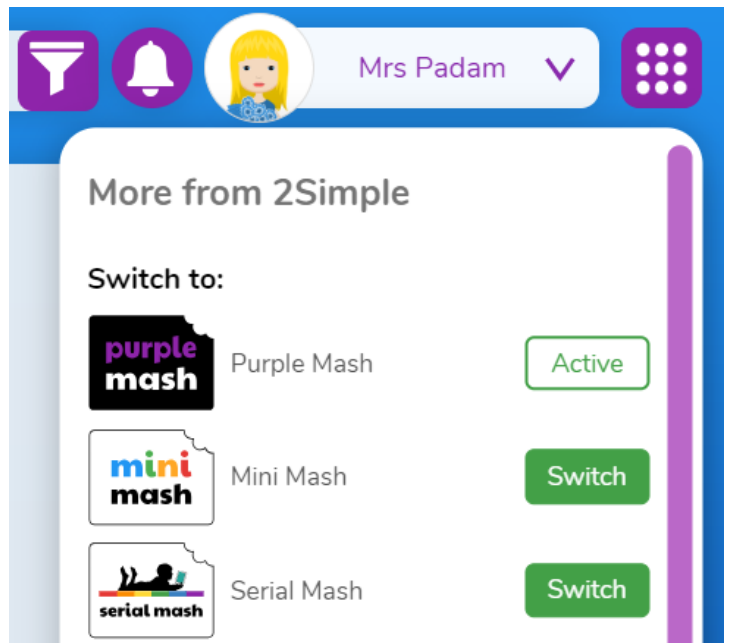 Mrs Padam
More from 2Simple
Switch to:
purple
mash
Purple Mash
Active
mini
mash
Mini Mash
Switch
serial mash
Serial Mash
Switch